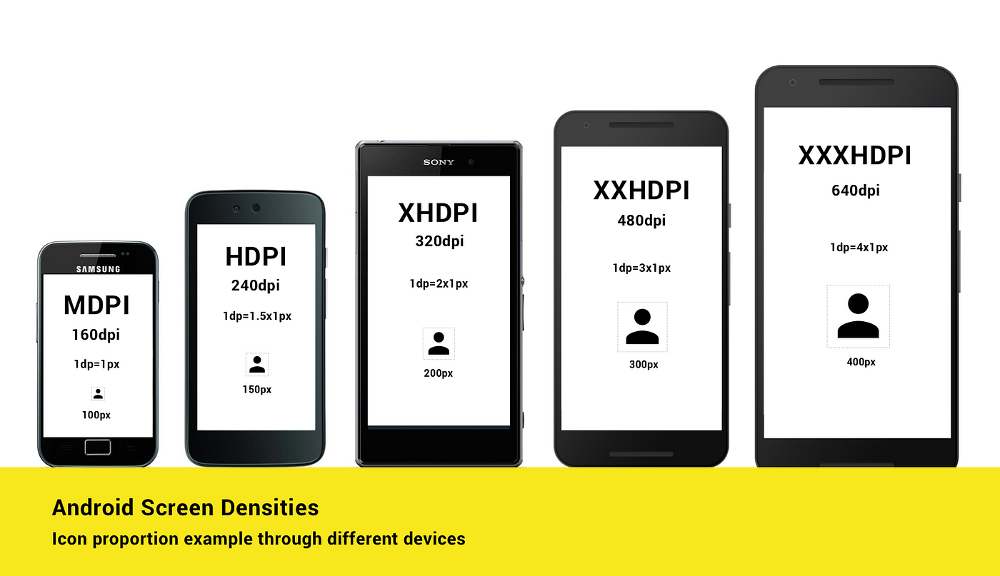 SAMSUNG
MDPI
160dpi
1dp=1px
100px
HDPI
240dpi
1dp=1.5x1px
150px
SONY
XHDPI
320dpi
1dp=2x1px
200px
XXHDPI
480dpi
1dp=3x1px
300px
XXXHDPI
640dpi
1dp=4x1px
400px
Android Screen Densities
Icon proportion example through different devices